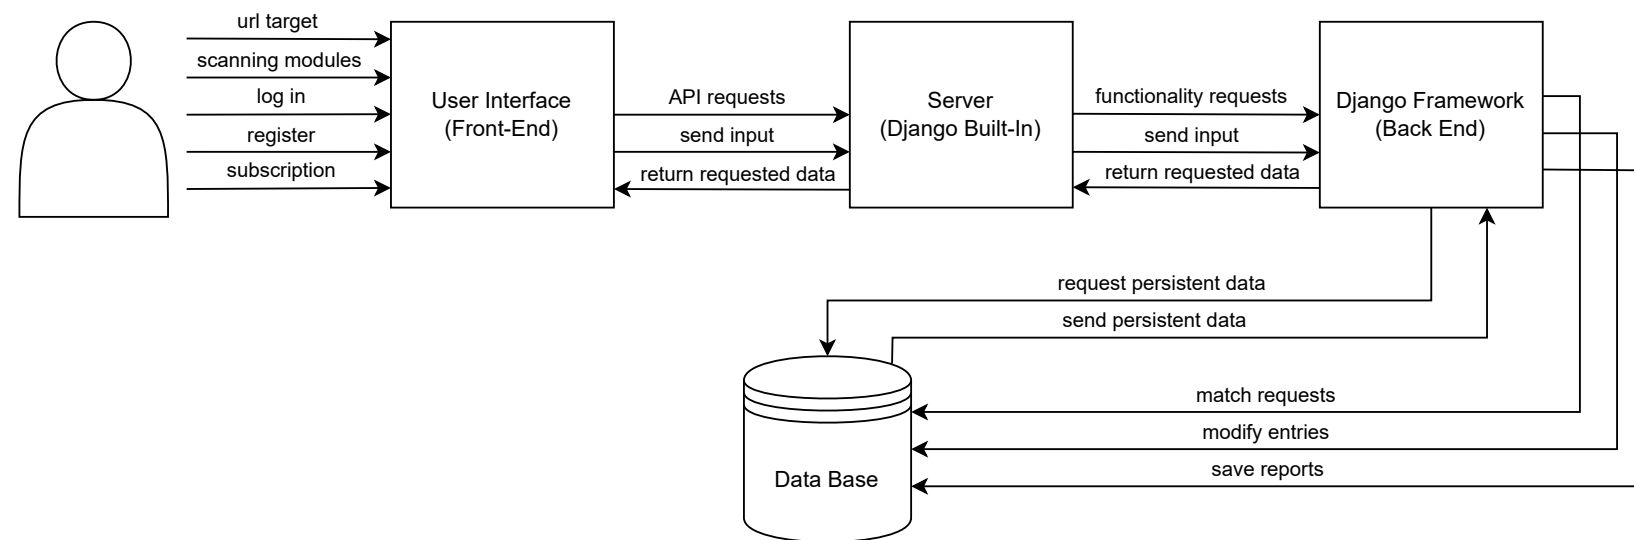 url target
scanning modules
log in
register
subscription
User Interface
(Front-End)
API requests
send input
return requested data
Server
(Django Built-In)
functionality requests
send input
return requested data
Django Framework
(Back End)
request persistent data
send persistent data
match requests
modify entries
save reports
Data Base